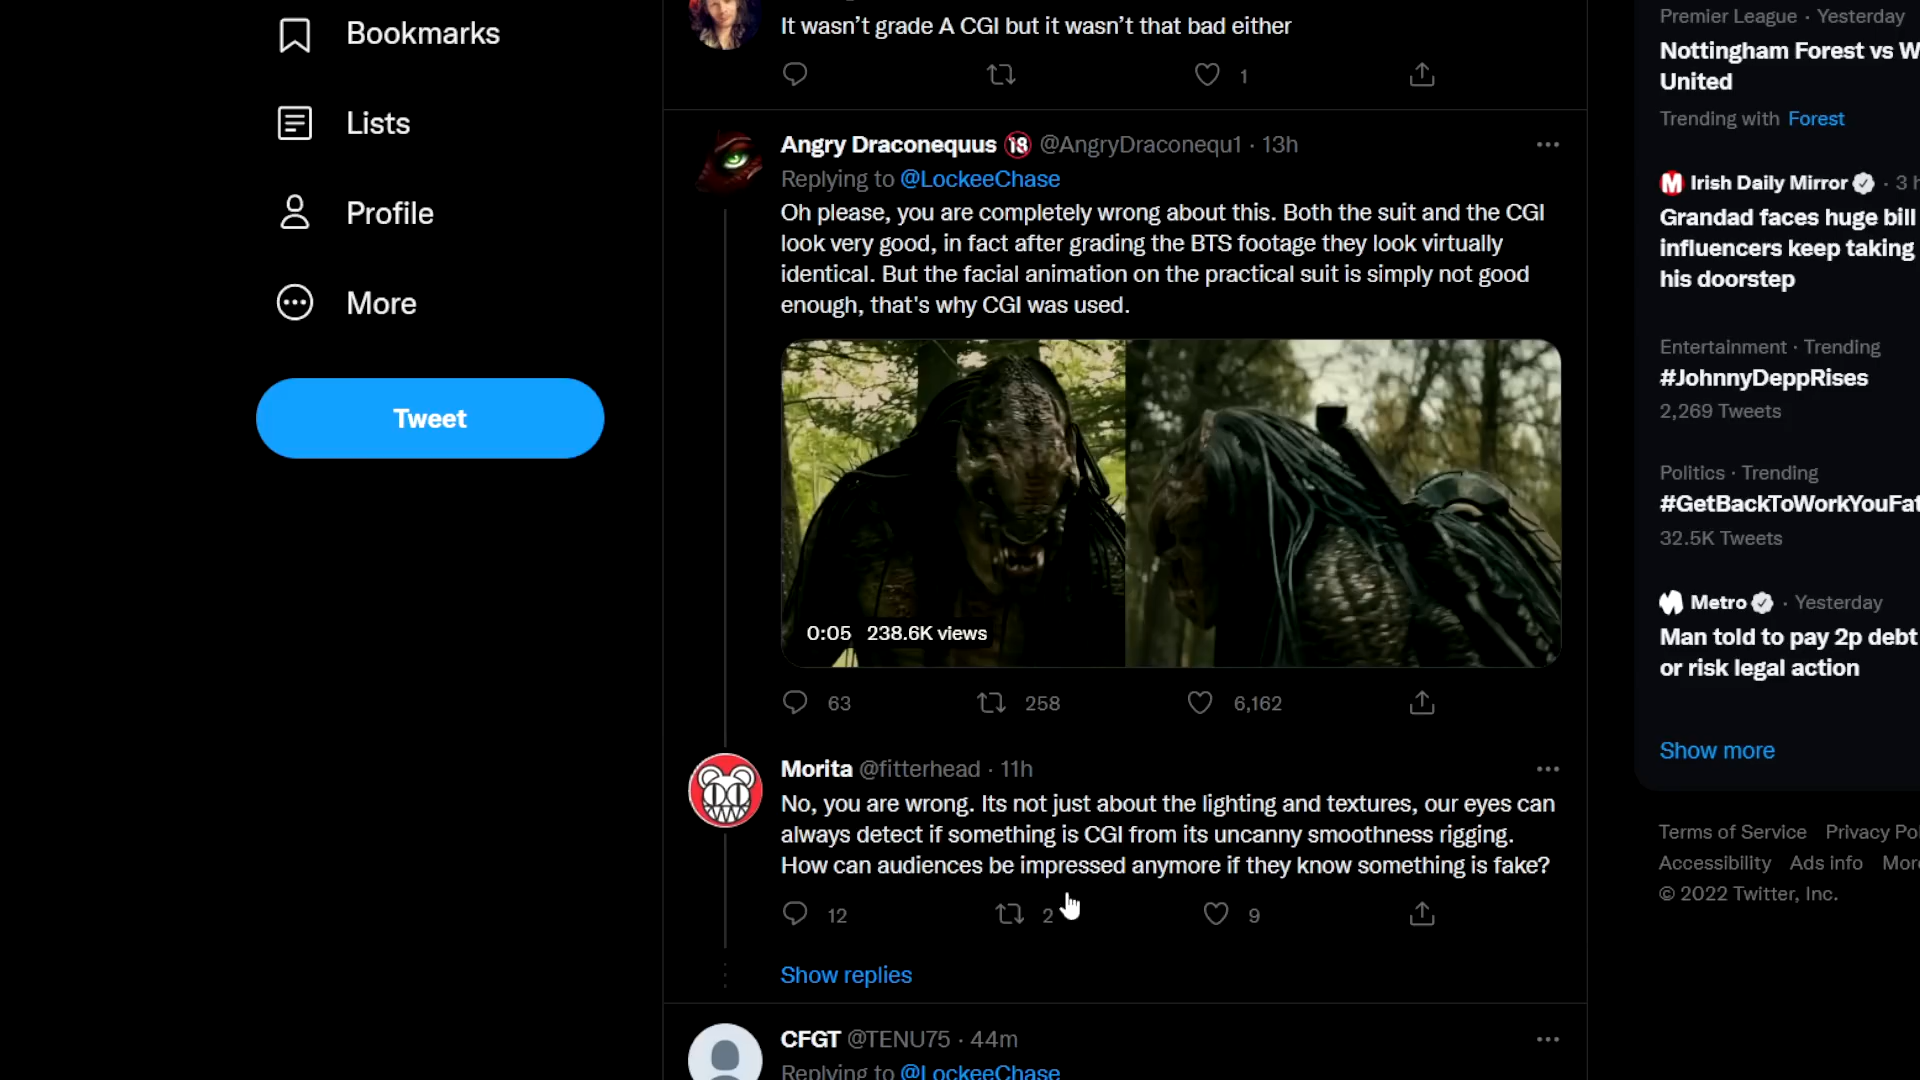 Bookmarks
Lists
Profile
More
Tweet
It wasn’t grade A CGI but it wasn’t that bad either
1
Angry Draconequus 🔞 @AngryDraconequ1 · 13h
Replying to @LockeeChase
Oh please, you are completely wrong about this. Both the suit and the CGI
look very good, in fact after grading the BTS footage they look virtually
identical. But the facial animation on the practical suit is simply not good
enough, that's why CGI was used.
0:05 238.6K views
63 258 6,162
Morita @fitterhead · 11h
No, you are wrong. Its not just about the lighting and textures, our eyes can
always detect if something is CGI from its uncanny smoothness rigging.
How can audiences be impressed anymore if they know something is fake?
12 2 9
Show replies
CFGT @TENU75 · 44m
Replying to @LockeeChase
Premier League · Yesterday
Nottingham Forest vs W
United
Trending with Forest
Irish Daily Mirror · 3 h
Grandad faces huge bill
influencers keep taking
his doorstep
Entertainment · Trending
#JohnnyDeppRises
2,269 Tweets
Politics · Trending
#GetBackToWorkYouFat
32.5K Tweets
Metro · Yesterday
Man told to pay 2p debt
or risk legal action
Show more
Terms of Service Privacy Pol
Accessibility Ads info More
© 2022 Twitter, Inc.